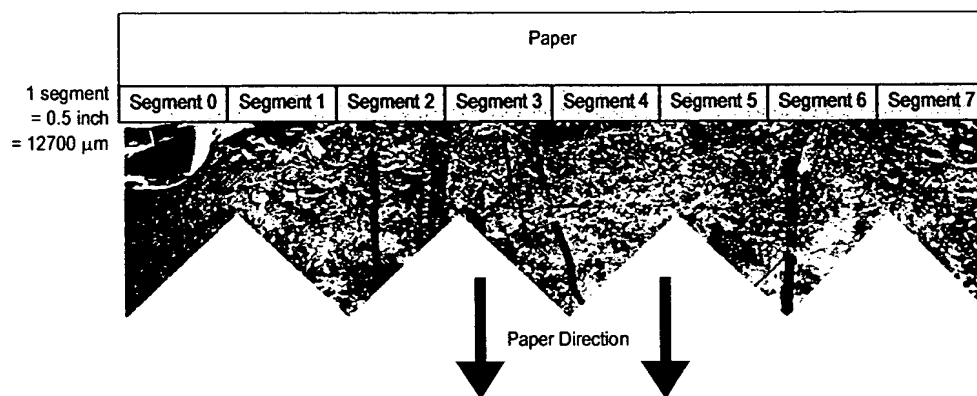 Paper
1 segment
= 0.5 inch
= 12700 μm
Segment 0 Segment 1 Segment 2 Segment 3 Segment 4 Segment 5 Segment 6 Segment 7
Paper Direction